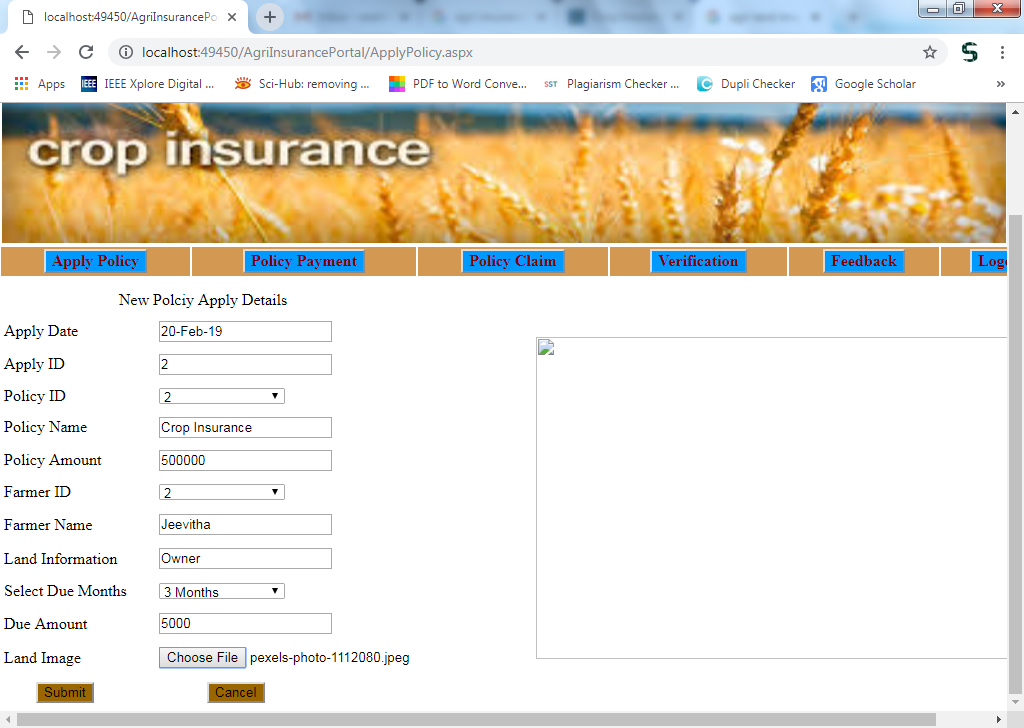 localhost:49450/AgriInsurancePo
localhost:49450/AgriInsurancePortal/ApplyPolicy.aspx
Apps IEEE IEEE Xplore Digital ... Sci-Hub: removing ... PDF to Word Conve... SST Plagiarism Checker ... Dupli Checker Google Scholar »
crop insurance
Apply Policy Policy Payment Policy Claim Verification Feedback Logo
New Polciy Apply Details
Apply Date 20-Feb-19
Apply ID 2
Policy ID 2
Policy Name Crop Insurance
Policy Amount 500000
Farmer ID 2
Farmer Name Jeevitha
Land Information Owner
Select Due Months 3 Months
Due Amount 5000
Land Image Choose File pexels-photo-1112080.jpeg
Submit Cancel